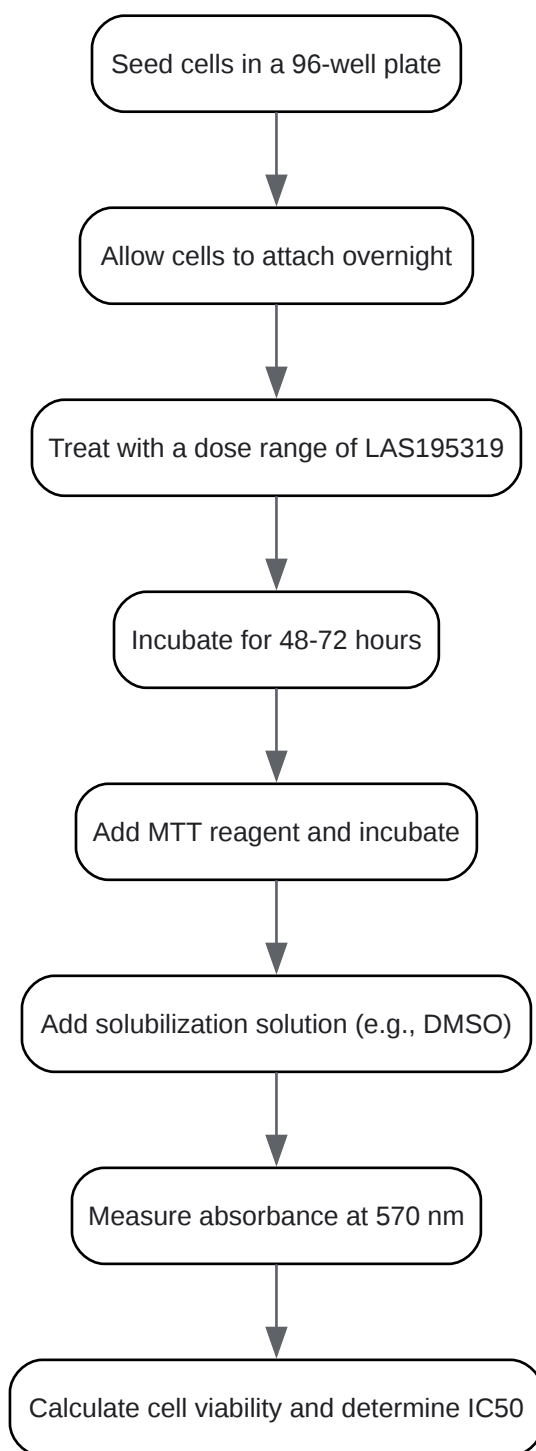 Seed cells in a 96-well plate
Allow cells to attach overnight
Treat with a dose range of LAS195319
Incubate for 48-72 hours
Add MTT reagent and incubate
Add solubilization solution (e.g., DMSO)
Measure absorbance at 570 nm
Calculate cell viability and determine IC50